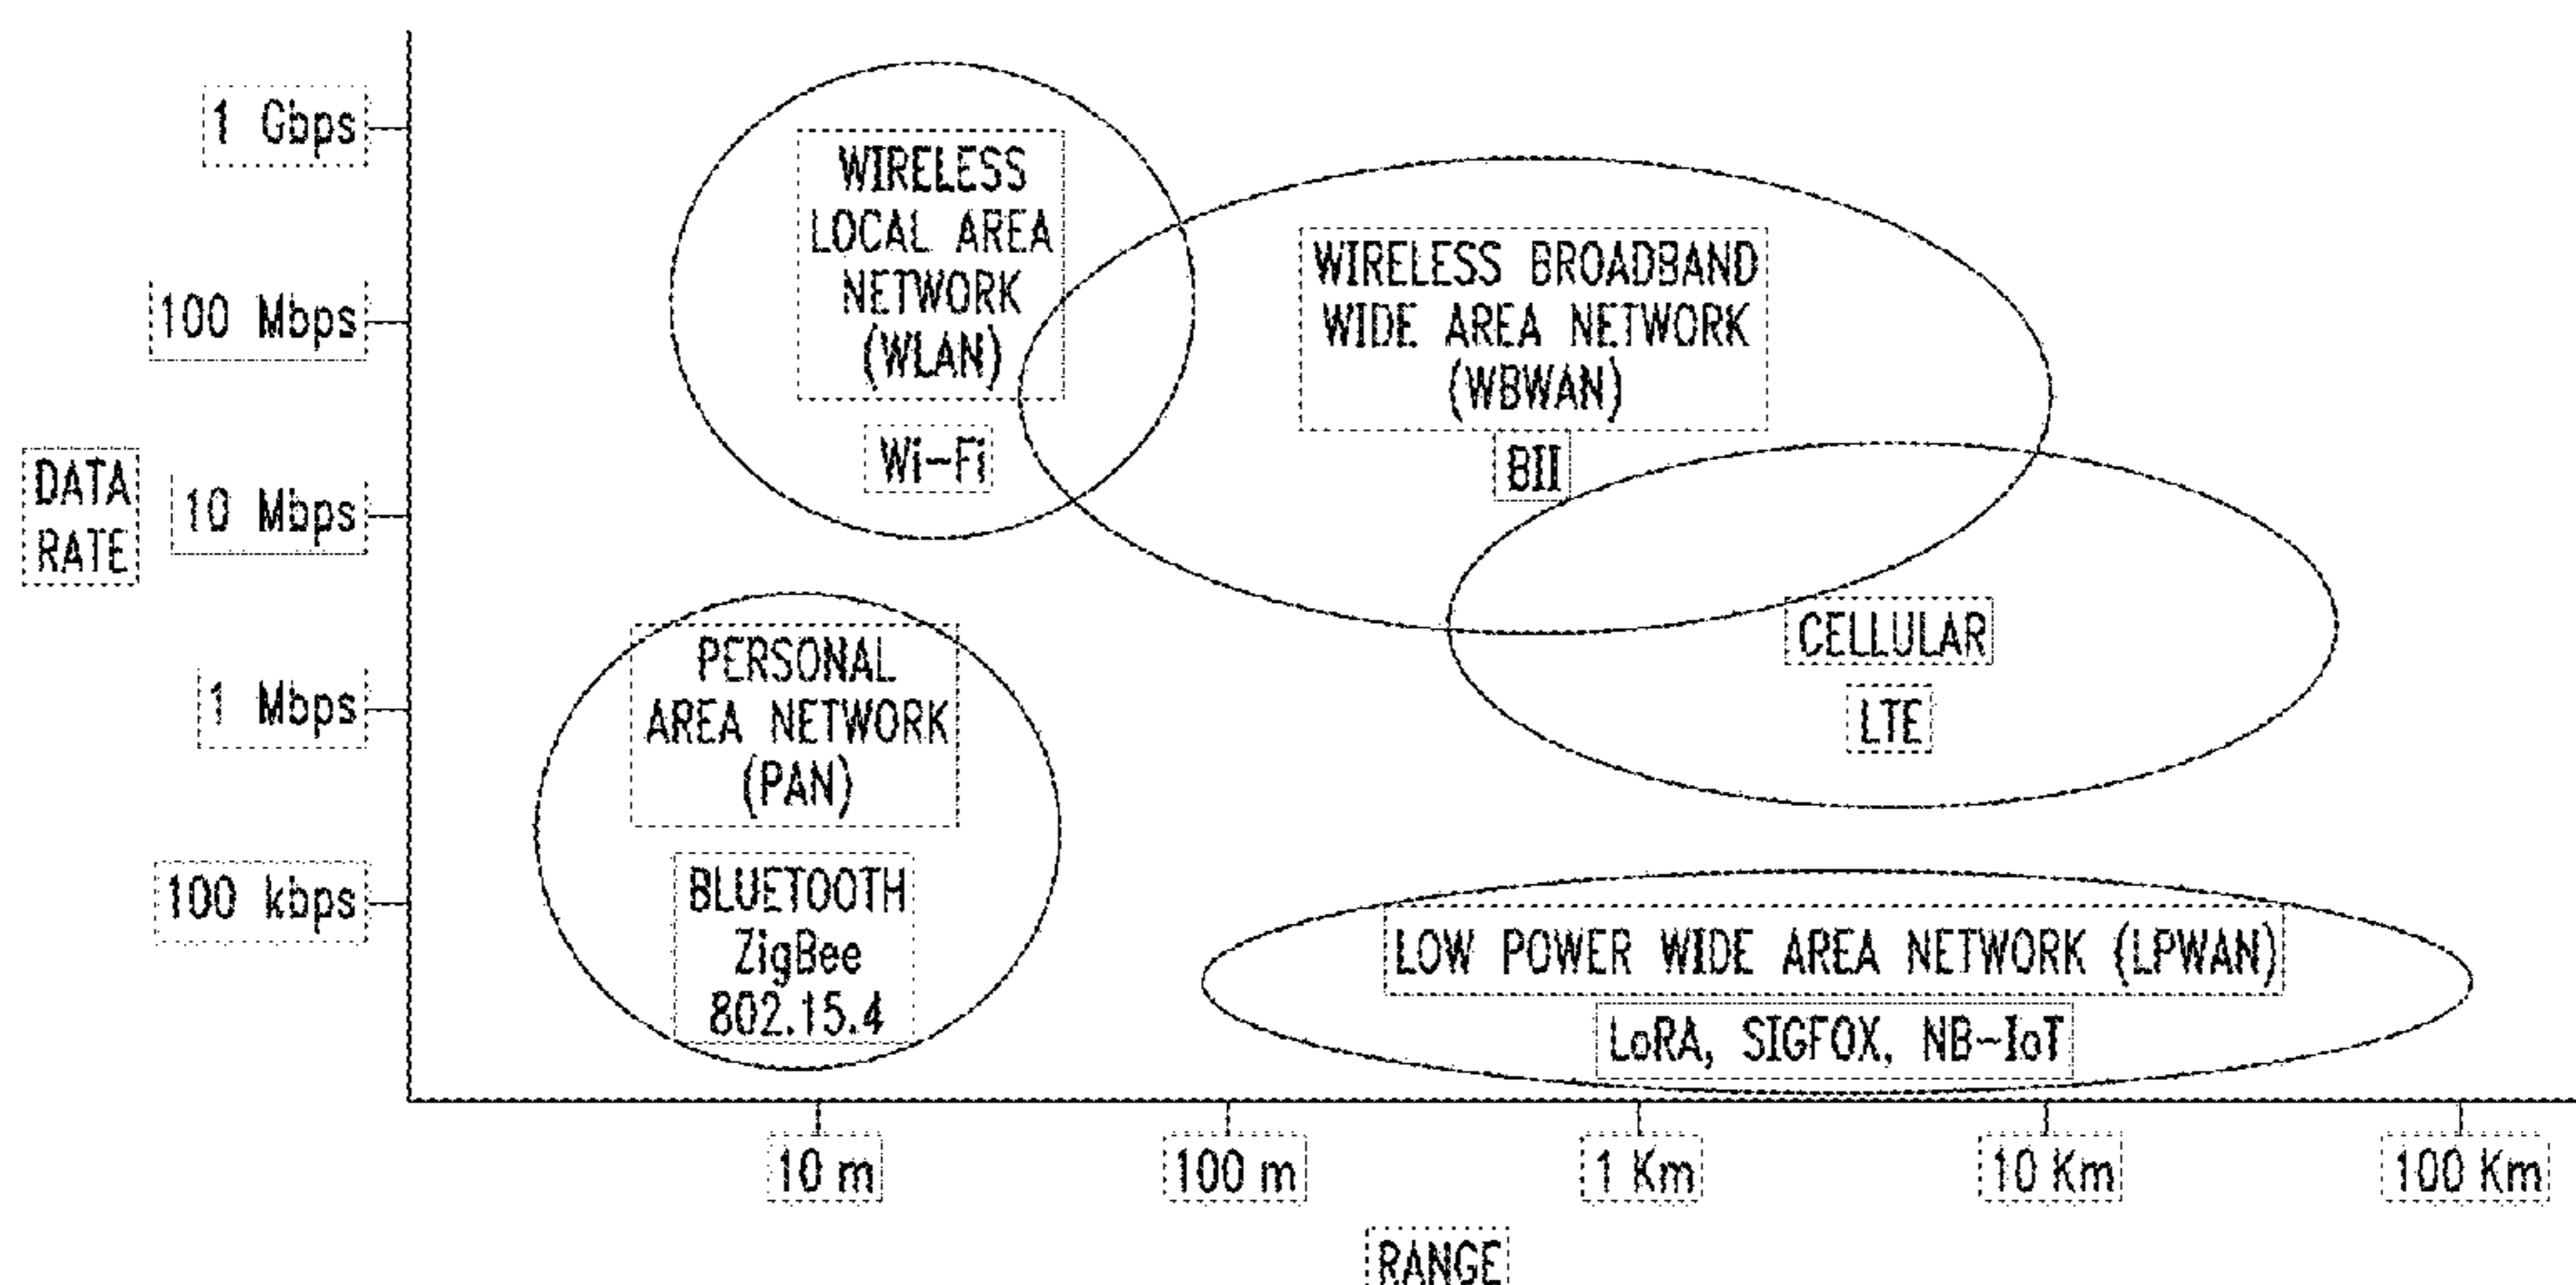 1 Gbps
100 Mbps
10 Mbps
1 Mbps
100 kbps
DATA
RATE
WIRELESS
LOCAL AREA
NETWORK
(WLAN)
Wi-Fi
WIRELESS BROADBAND
WIDE AREA NETWORK
(WBWAN)
BII
CELLULAR
LTE
PERSONAL
AREA NETWORK
(PAN)
BLUETOOTH
ZigBee
802.15.4
LOW POWER WIDE AREA NETWORK (LPWAN)
LoRA, SIGFOX, NB-IoT
10 m
100 m
1 Km
10 Km
100 Km
RANGE